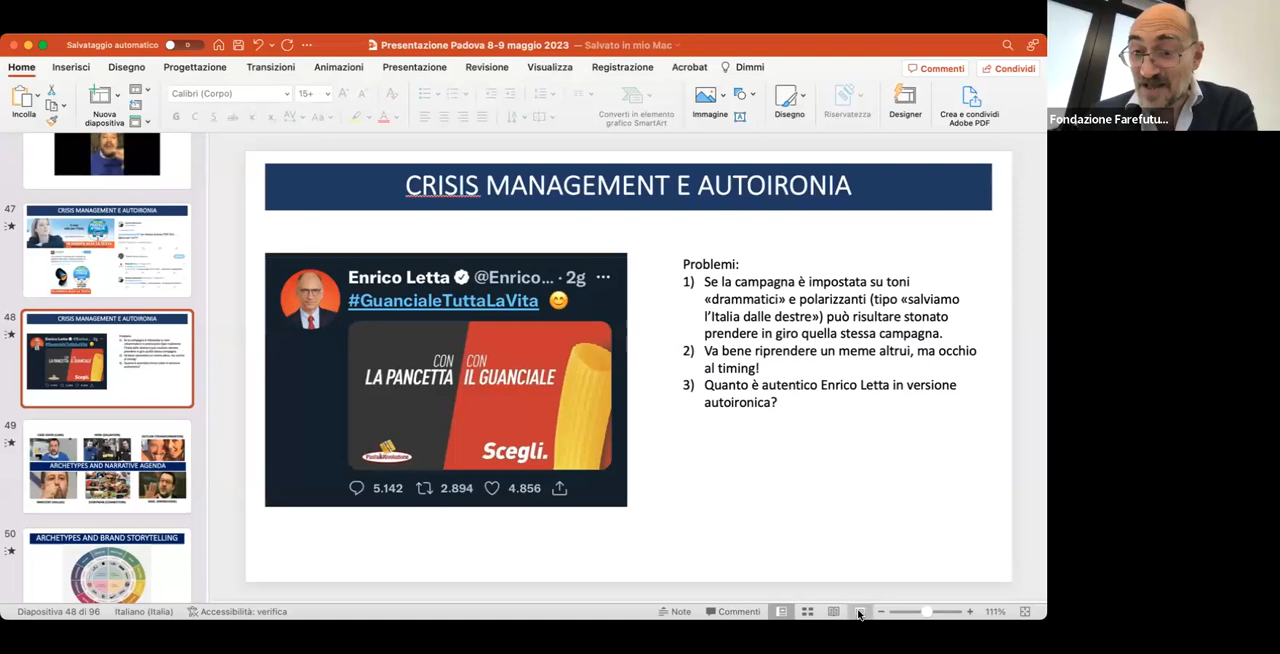 Salvataggio automatico
Presentazione Padova 8-9 maggio 2023 — Salvato in mio Mac
Home Inserisci Disegno Progettazione Transizioni Animazioni Presentazione Revisione Visualizza Registrazione Acrobat Dimmi
Commenti Condividi
Calibri (Corpo) 15+
Incolla
Nuova
diapositiva
G C S
Converti in elemento
grafico SmartArt
Immagine
Disegno
Riservatezza
Designer
Crea e condividi
Adobe PDF
Fondazione Farefutu...
47
CRISIS MANAGEMENT E AUTOIRONIA
48
CRISIS MANAGEMENT E AUTOIRONIA
49
ARCHETYPES AND NARRATIVE AGENDA
50
ARCHETYPES AND BRAND STORYTELLING
CRISIS MANAGEMENT E AUTOIRONIA
Enrico Letta @Enrico... · 2g ...
#GuancialeTuttaLaVita
CON
LA PANCETTA
CON
IL GUANCIALE
Scegli.
5.142 2.894 4.856
Problemi:
1) Se la campagna è impostata su toni
«drammatici» e polarizzanti (tipo «salviamo
l'Italia dalle destre») può risultare stonato
prendere in giro quella stessa campagna.
2) Va bene riprendere un meme altrui, ma occhio
al timing!
3) Quanto è autentico Enrico Letta in versione
autoironica?
Diapositiva 48 di 96 Italiano (Italia) Accessibilità: verifica
Note Commenti 111%